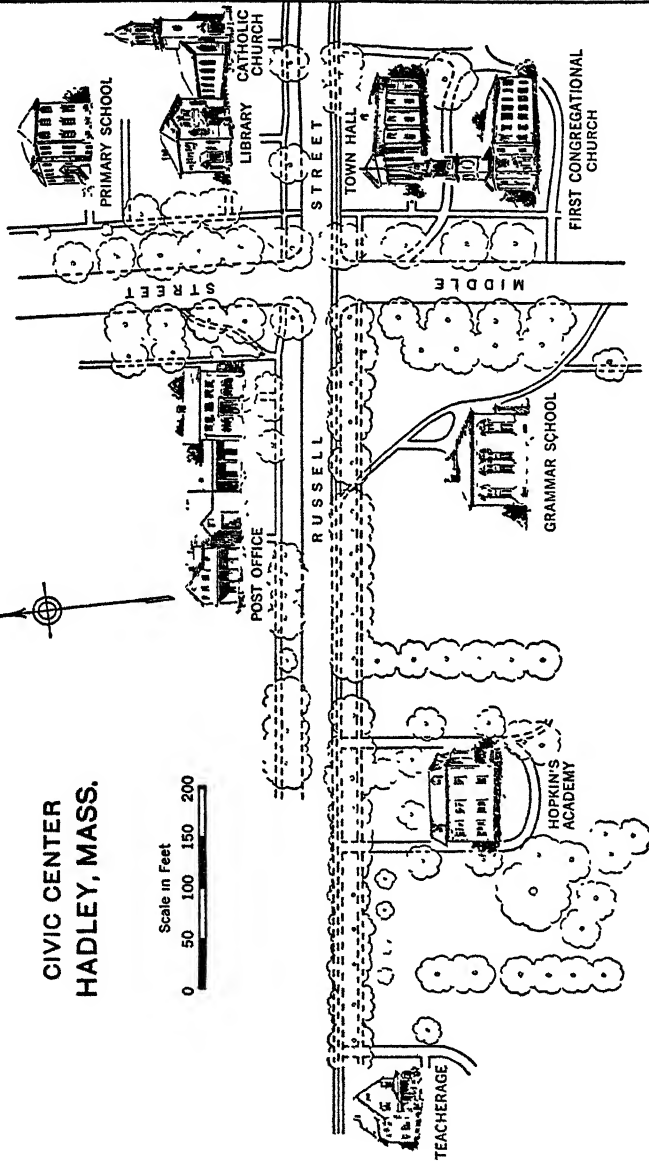 CIVIC CENTER
HADLEY, MASS.
Scale in Feet
0 50 100 150 200
PRIMARY SCHOOL
CATHOLIC
CHURCH
LIBRARY
POST OFFICE
STREET
RUSSELL
STREET
MIDDLE
TOWN HALL
FIRST CONGREGATIONAL
CHURCH
GRAMMAR SCHOOL
HOPKIN'S
ACADEMY
TEACHERAGE